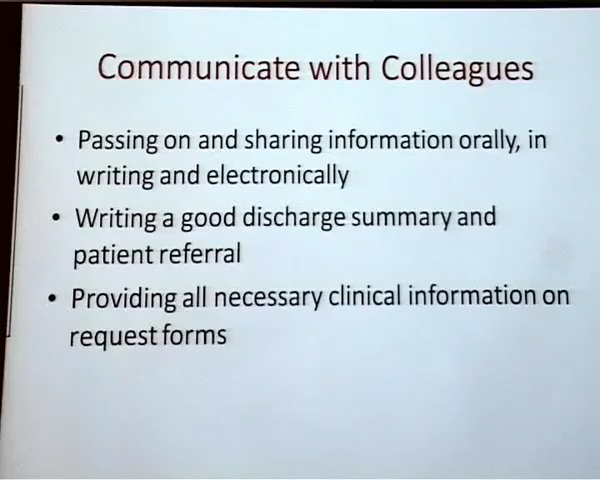 Communicate with Colleagues
• Passing on and sharing information orally, in
writing and electronically
• Writing a good discharge summary and
patient referral
• Providing all necessary clinical information on
request forms